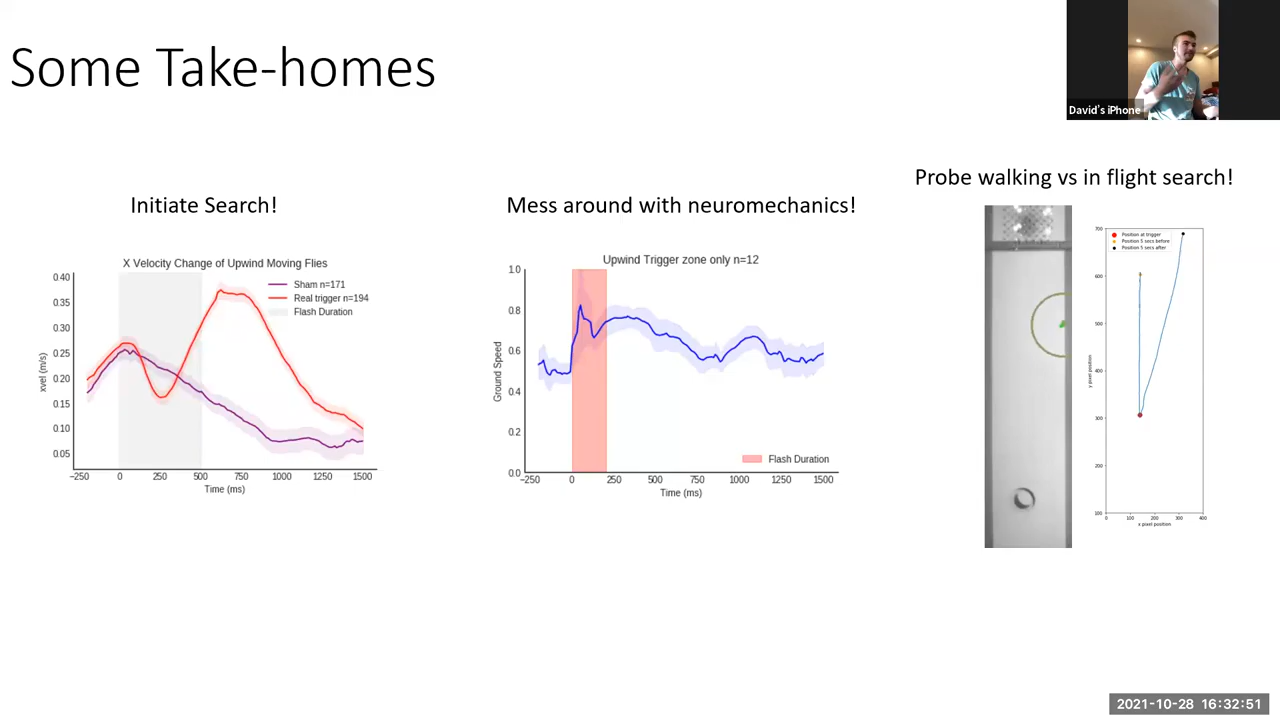 Some Take-homes
David's iPhone
Initiate Search!
Mess around with neuromechanics!
Probe walking vs in flight search!
X Velocity Change of Upwind Moving Flies
Sham n=171
Real trigger n=194
Flash Duration
xvel (m/s)
0.40
0.35
0.30
0.25
0.20
0.15
0.10
0.05
−250 0 250 500 750 1000 1250 1500
Time (ms)
Upwind Trigger zone only n=12
Ground Speed
1.0
0.8
0.6
0.4
0.2
0.0
−250 0 250 500 750 1000 1250 1500
Time (ms)
Flash Duration
Position at trigger
Position 5 secs before
Position 5 secs after
y pixel position
700
600
500
400
300
200
100
0 100 200 300 400
x pixel position
2021-10-28 16:32:51